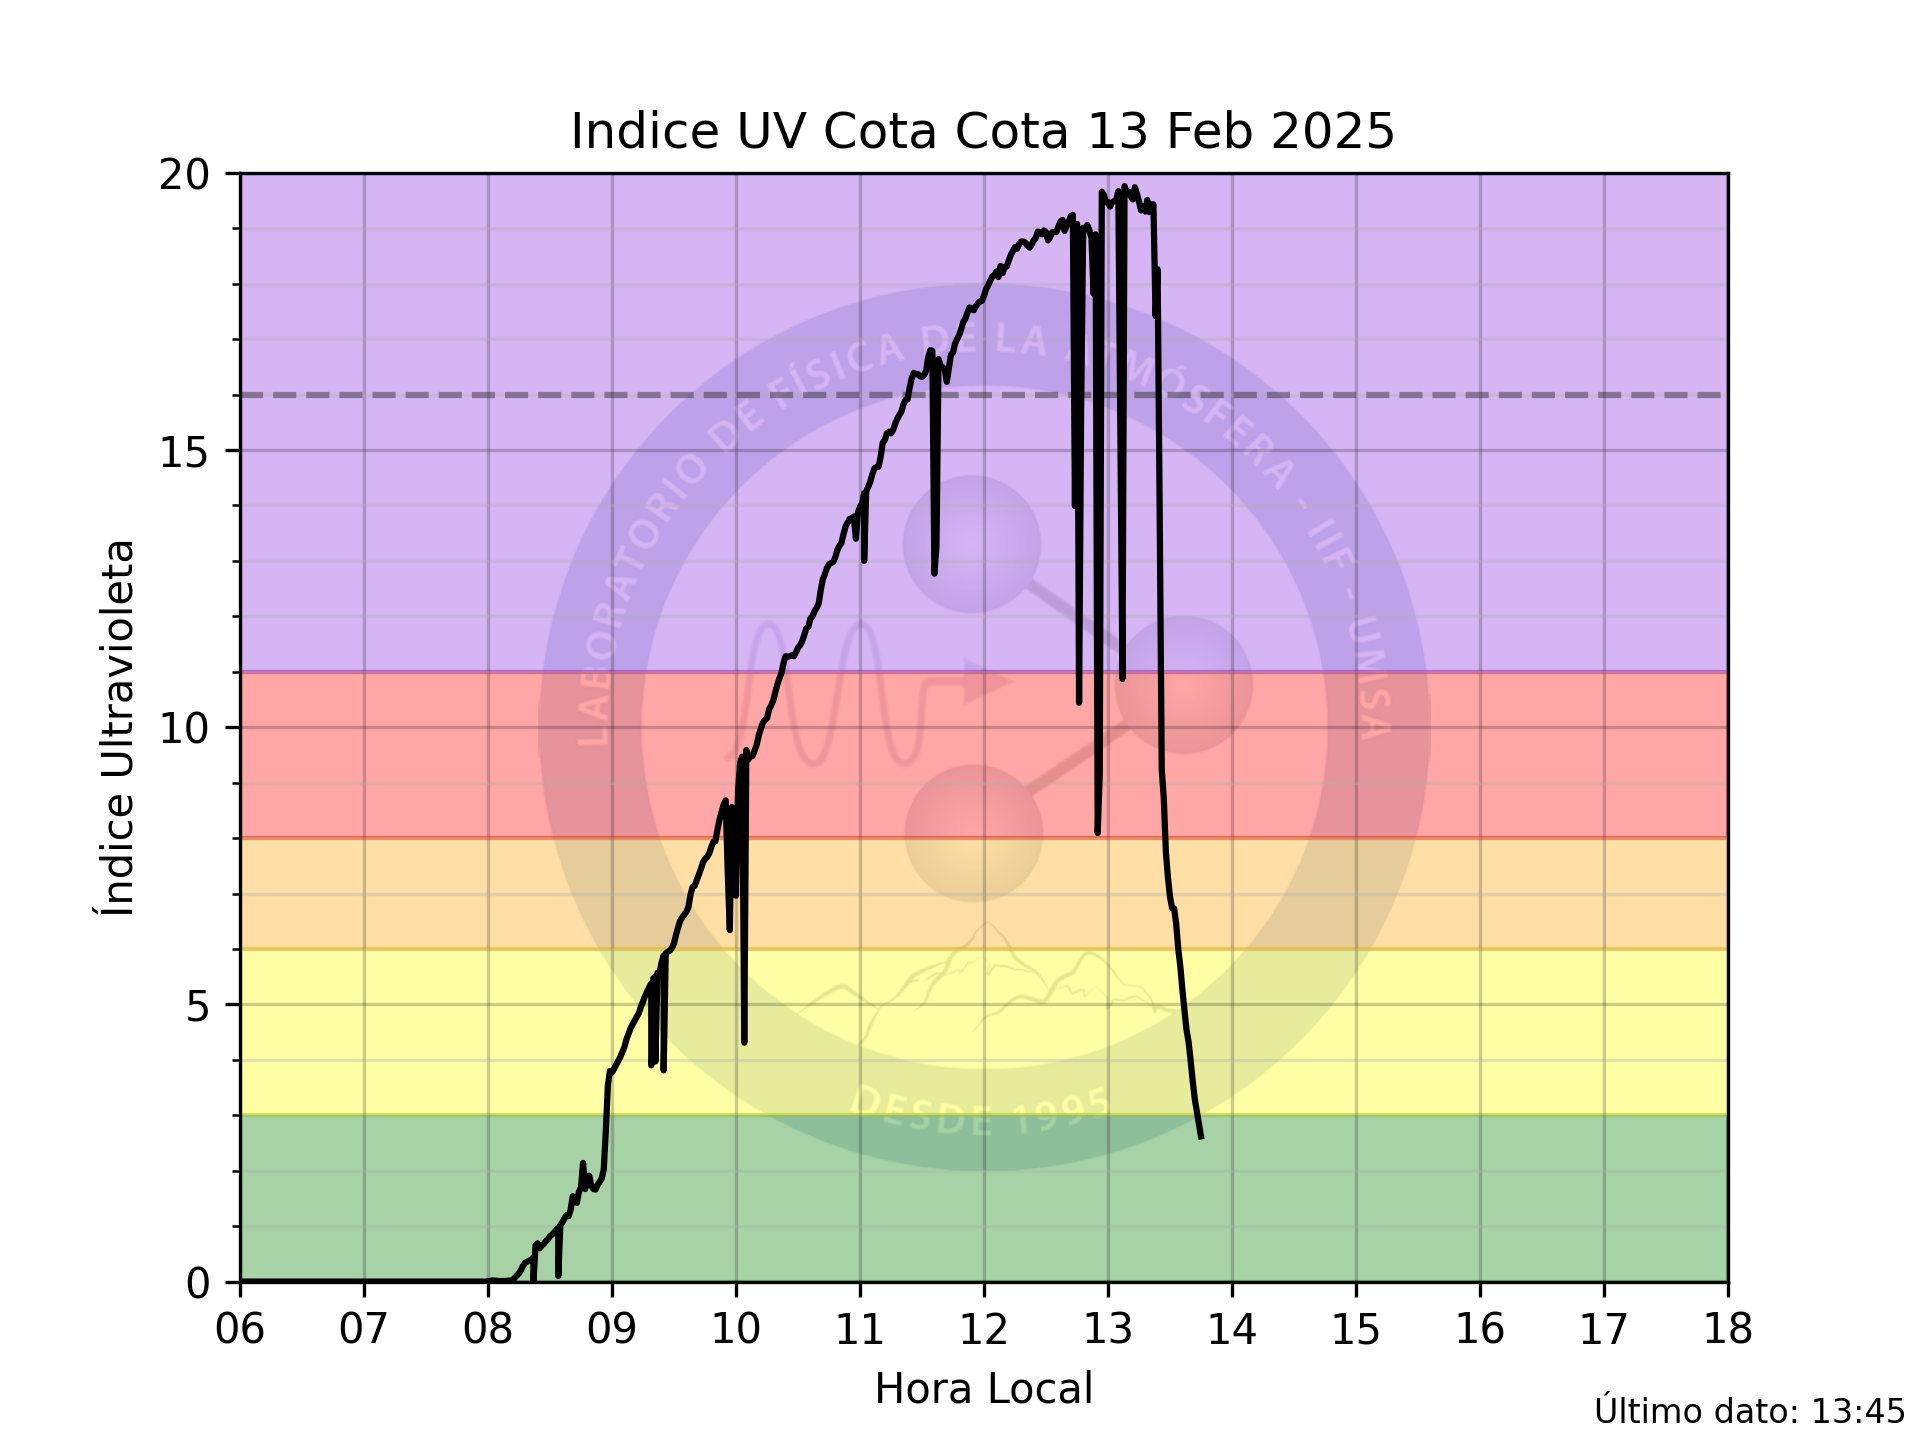 Indice UV Cota Cota 13 Feb 2025
Índice Ultravioleta
20
15
10
5
0
LABORATORIO DE FÍSICA DE LA ATMÓSFERA - IIF - UMSA
DESDE 1995
06 07 08 09 10 11 12 13 14 15 16 17 18
Hora Local
Último dato: 13:45